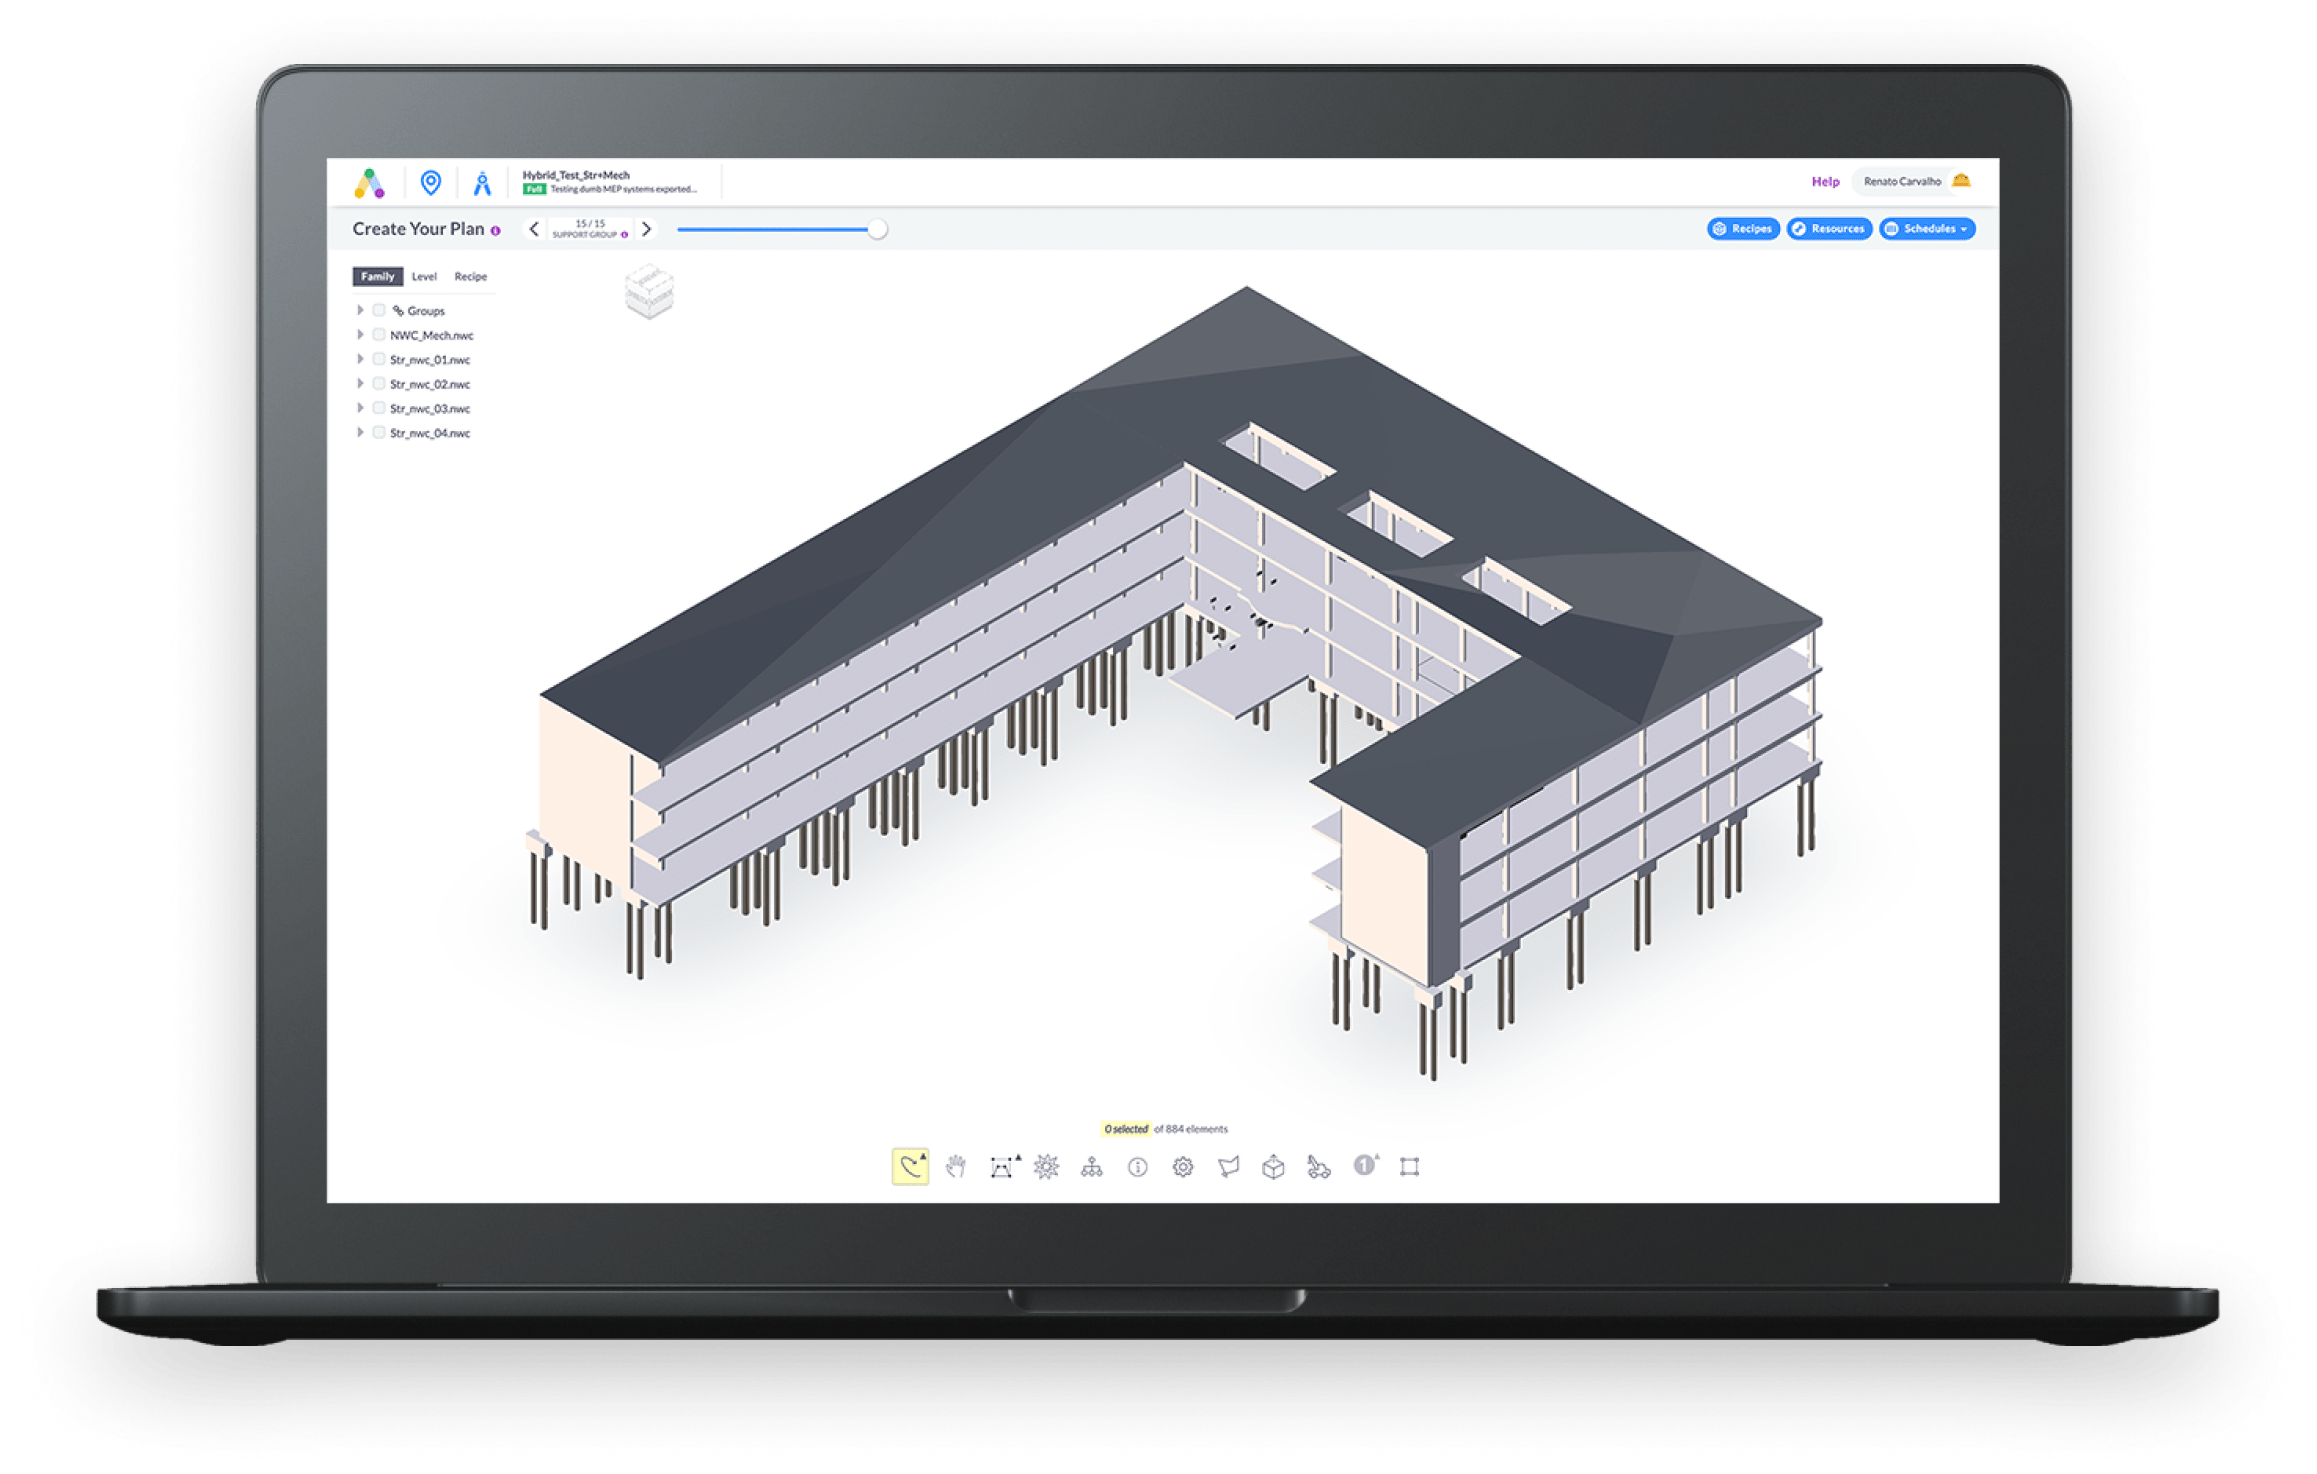 Hybrid_Test_Str+Mech
Full Testing dumb MEP systems exported...
Help
Renato Carvalho
Create Your Plan
15 / 15
SUPPORT GROUP
Recipes
Resources
Schedules
Family Level Recipe
Groups
NWC_Mech.nwc
Str_nwc_01.nwc
Str_nwc_02.nwc
Str_nwc_03.nwc
Str_nwc_04.nwc
0 selected of 884 elements
1